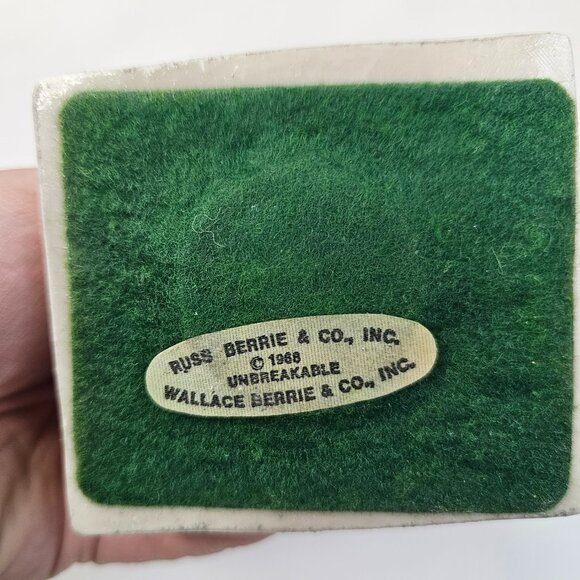 RUSS BERRIE & CO., INC.
© 1968
UNBREAKABLE
WALLACE BERRIE & CO., INC.